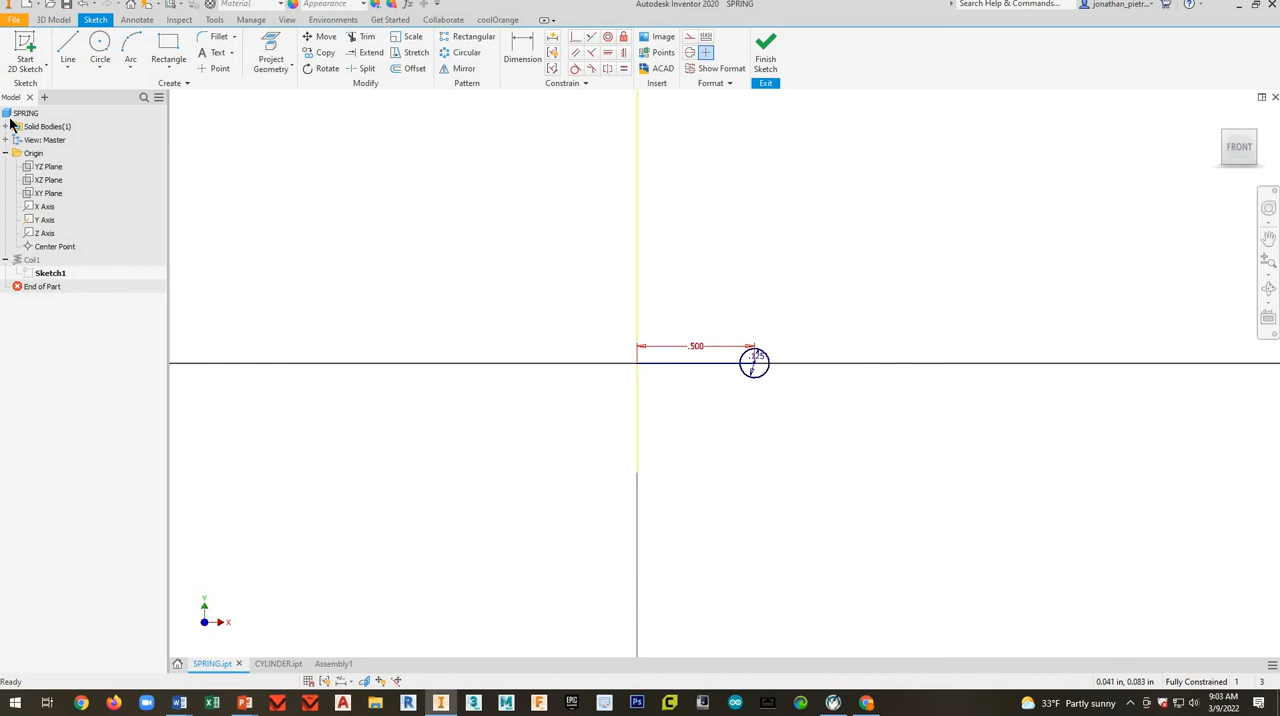 Material
Appearance
Autodesk Inventor 2020 SPRING
Search Help & Commands...
jonathan_pietr...
File
3D Model
Sketch
Annotate
Inspect
Tools
Manage
View
Environments
Get Started
Collaborate
coolOrange
Start
2D Sketch
Line
Circle
Arc
Rectangle
Fillet
Text
Point
Project
Geometry
Move
Copy
Rotate
Trim
Extend
Split
Scale
Stretch
Offset
Rectangular
Circular
Mirror
Dimension
Image
Points
ACAD
Show Format
Finish
Sketch
Sketch
Create
Modify
Pattern
Constrain
Insert
Format
Exit
Model
SPRING
Solid Bodies(1)
View: Master
Origin
YZ Plane
XZ Plane
XY Plane
X Axis
Y Axis
Z Axis
Center Point
Coil1
Sketch1
End of Part
FRONT
.500
.125
Y
X
SPRING.ipt
CYLINDER.ipt
Assembly1
Ready
0.041 in, 0.083 in
Fully Constrained
1
3
33°F Partly sunny
9:03 AM
3/9/2022